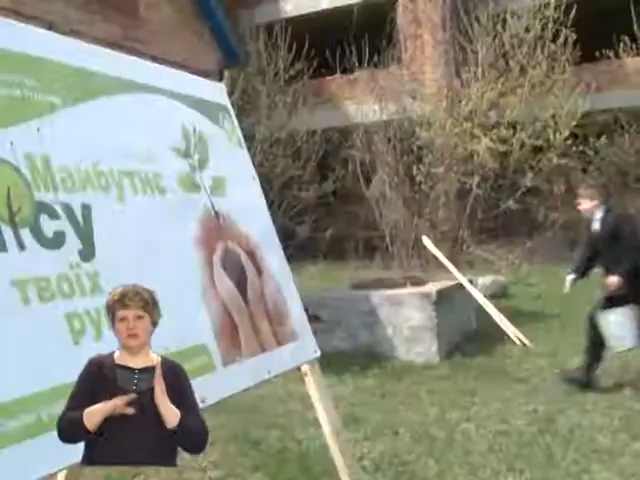 Майбутнє
ісу
твоїх
ру